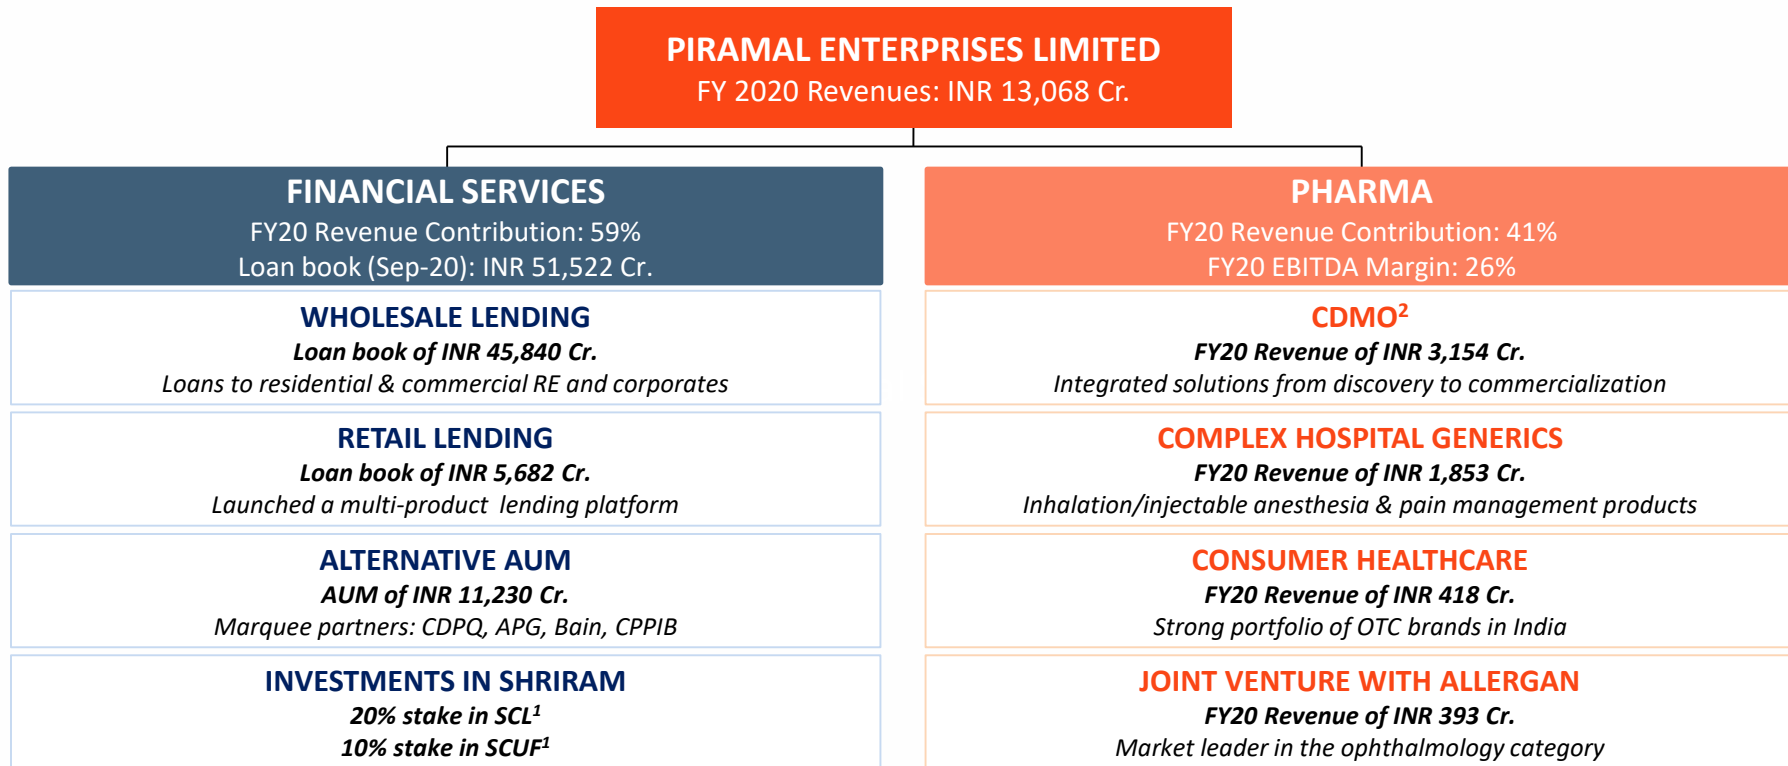 PIRAMAL ENTERPRISES LIMITED
FY 2020 Revenues: INR 13,068 Cr.
FINANCIAL SERVICES
FY20 Revenue Contribution: 59%
Loan book (Sep-20): INR 51,522 Cr.
WHOLESALE LENDING
Loan book of INR 45,840 Cr.
Loans to residential & commercial RE and corporates
RETAIL LENDING
Loan book of INR 5,682 Cr.
Launched a multi-product lending platform
ALTERNATIVE AUM
AUM of INR 11,230 Cr.
Marquee partners: CDPQ, APG, Bain, CPPIB
INVESTMENTS IN SHRIRAM
20% stake in SCL¹
10% stake in SCUF¹
PHARMA
FY20 Revenue Contribution: 41%
FY20 EBITDA Margin: 26%
CDMO²
FY20 Revenue of INR 3,154 Cr.
Integrated solutions from discovery to commercialization
COMPLEX HOSPITAL GENERICS
FY20 Revenue of INR 1,853 Cr.
Inhalation/injectable anesthesia & pain management products
CONSUMER HEALTHCARE
FY20 Revenue of INR 418 Cr.
Strong portfolio of OTC brands in India
JOINT VENTURE WITH ALLERGAN
FY20 Revenue of INR 393 Cr.
Market leader in the ophthalmology category